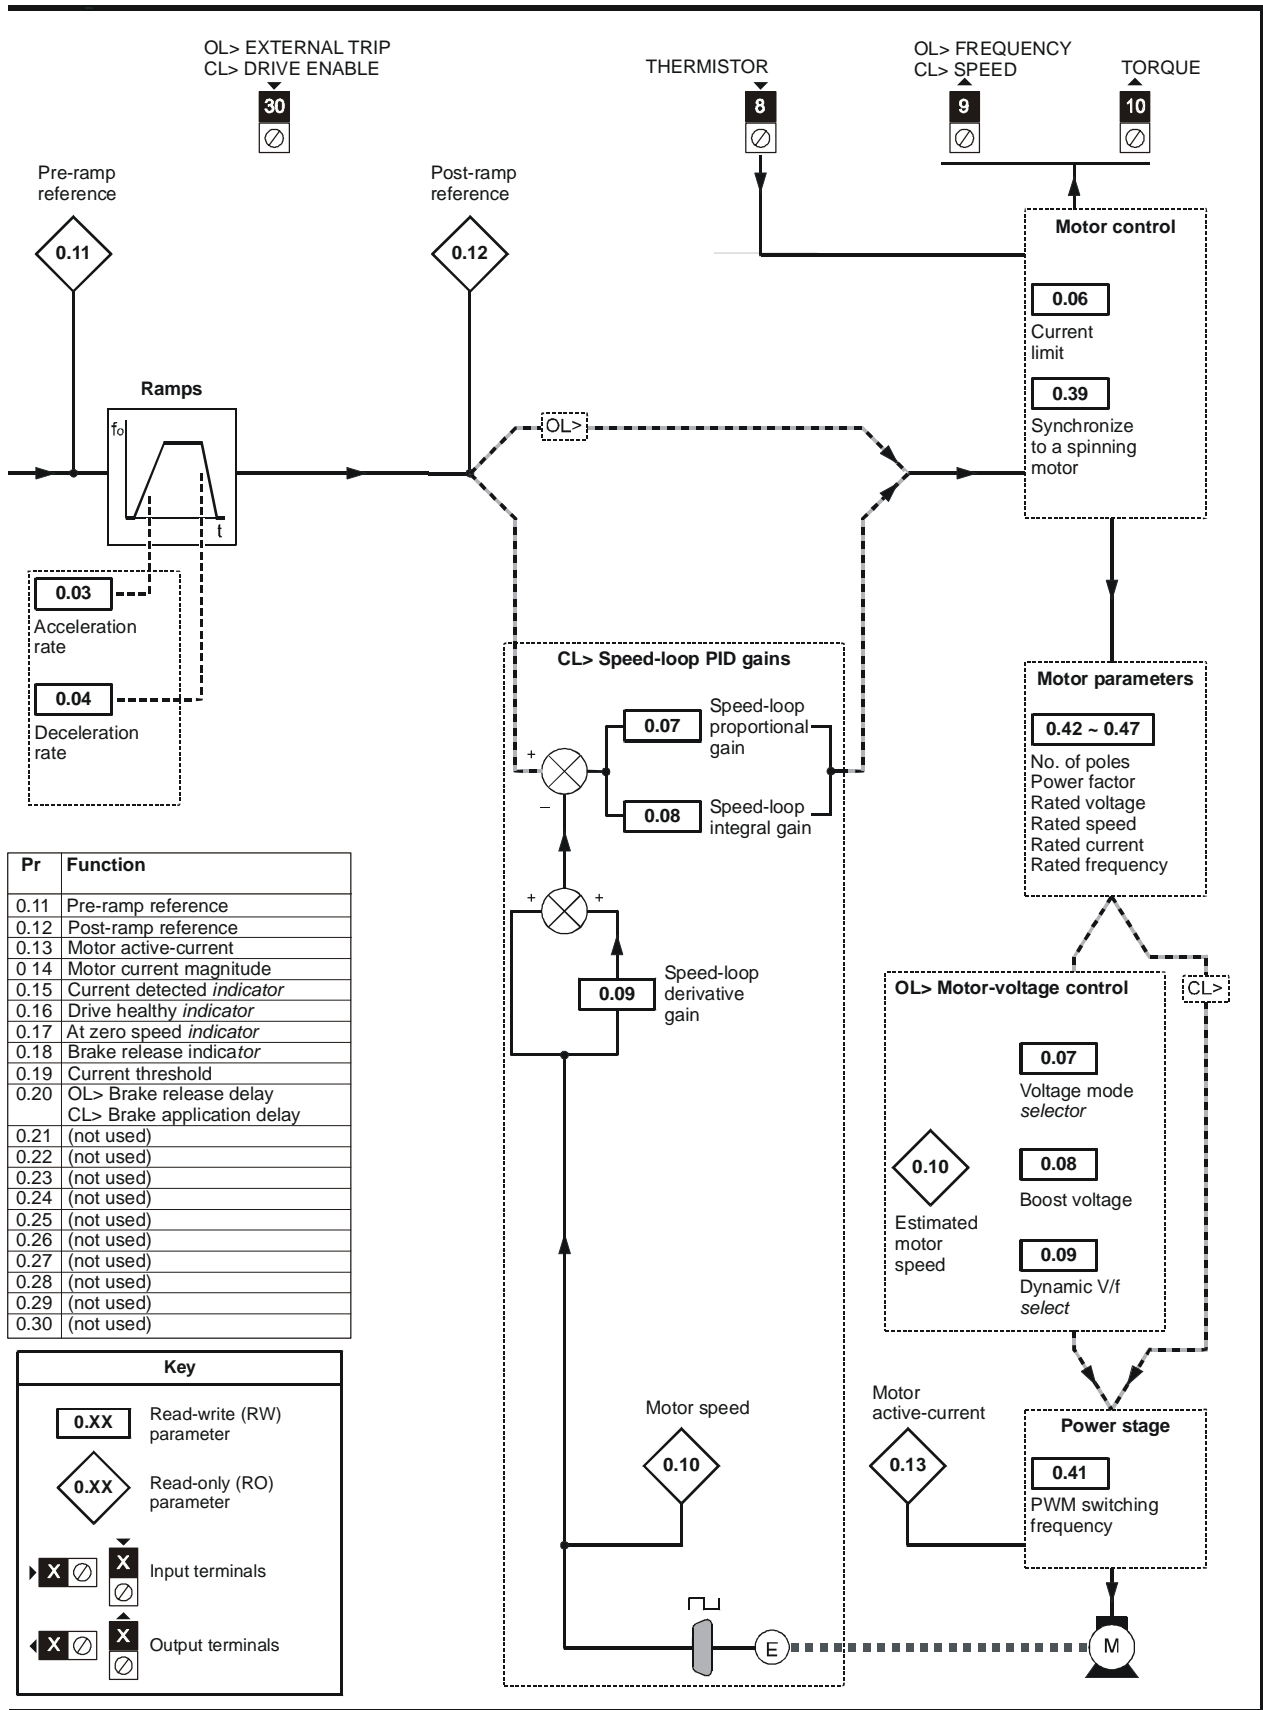 OL> EXTERNAL TRIP
CL> DRIVE ENABLE
30
THERMISTOR
8
OL> FREQUENCY
CL> SPEED
9
TORQUE
10
Pre-ramp
reference
0.11
Post-ramp
reference
0.12
Motor control
0.06
Current
limit
0.39
Synchronize
to a spinning
motor
Ramps
fo
t
OL>
0.03
Acceleration
rate
0.04
Deceleration
rate
CL> Speed-loop PID gains
0.07
Speed-loop
proportional
gain
+
–
0.08
Speed-loop
integral gain
+
+
0.09
Speed-loop
derivative
gain
Motor parameters
0.42 ~ 0.47
No. of poles
Power factor
Rated voltage
Rated speed
Rated current
Rated frequency
Pr Function
0.11 Pre-ramp reference
0.12 Post-ramp reference
0.13 Motor active-current
0 14 Motor current magnitude
0.15 Current detected indicator
0.16 Drive healthy indicator
0.17 At zero speed indicator
0.18 Brake release indicator
0.19 Current threshold
0.20 OL> Brake release delay
CL> Brake application delay
0.21 (not used)
0.22 (not used)
0.23 (not used)
0.24 (not used)
0.25 (not used)
0.26 (not used)
0.27 (not used)
0.28 (not used)
0.29 (not used)
0.30 (not used)
OL> Motor-voltage control
CL>
0.07
Voltage mode
selector
0.10
Estimated
motor
speed
0.08
Boost voltage
0.09
Dynamic V/f
select
Key
0.XX
Read-write (RW)
parameter
0.XX
Read-only (RO)
parameter
X
X
Input terminals
X
X
Output terminals
Motor speed
0.10
Motor
active-current
0.13
Power stage
0.41
PWM switching
frequency
E
M